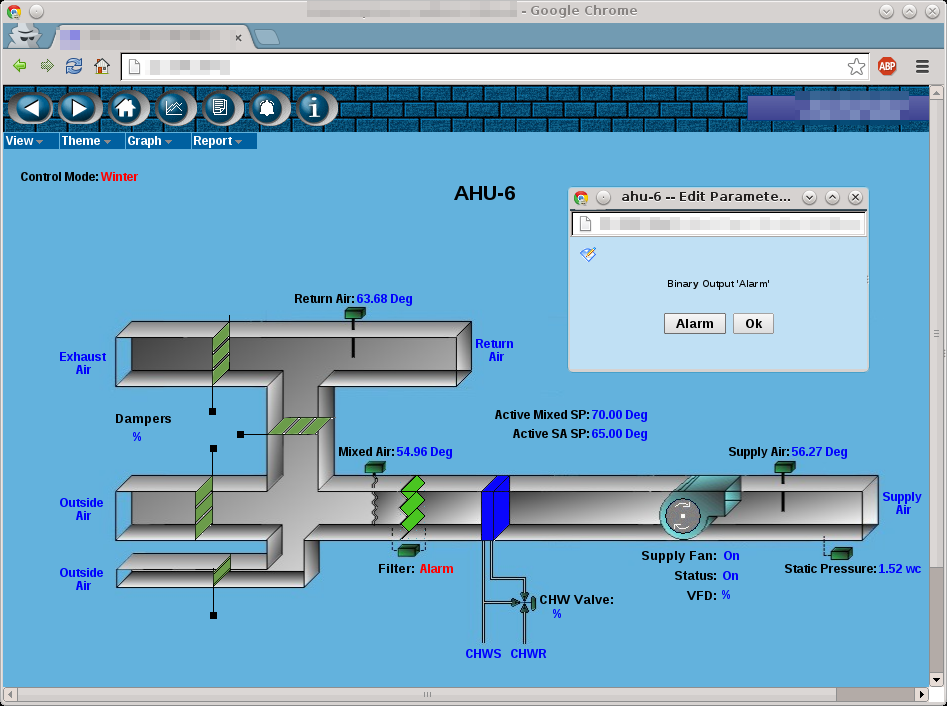 - Google Chrome
ABP
View
Theme
Graph
Report
Control Mode: Winter
AHU-6
ahu-6 -- Edit Paramete...
Binary Output 'Alarm'
Alarm
Ok
Return Air: 63.68 Deg
Exhaust
Air
Return
Air
Dampers
%
Active Mixed SP: 70.00 Deg
Active SA SP: 65.00 Deg
Mixed Air: 54.96 Deg
Supply Air: 56.27 Deg
Outside
Air
Supply
Air
Outside
Air
Filter: Alarm
Supply Fan: On
Status: On
VFD: %
Static Pressure: 1.52 wc
CHW Valve:
%
CHWS
CHWR